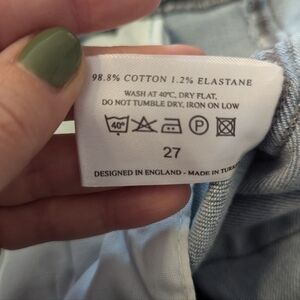 98.8% COTTON 1.2% ELASTANE
WASH AT 40°C, DRY FLAT,
DO NOT TUMBLE DRY, IRON ON LOW
40° P
27
DESIGNED IN ENGLAND - MADE IN